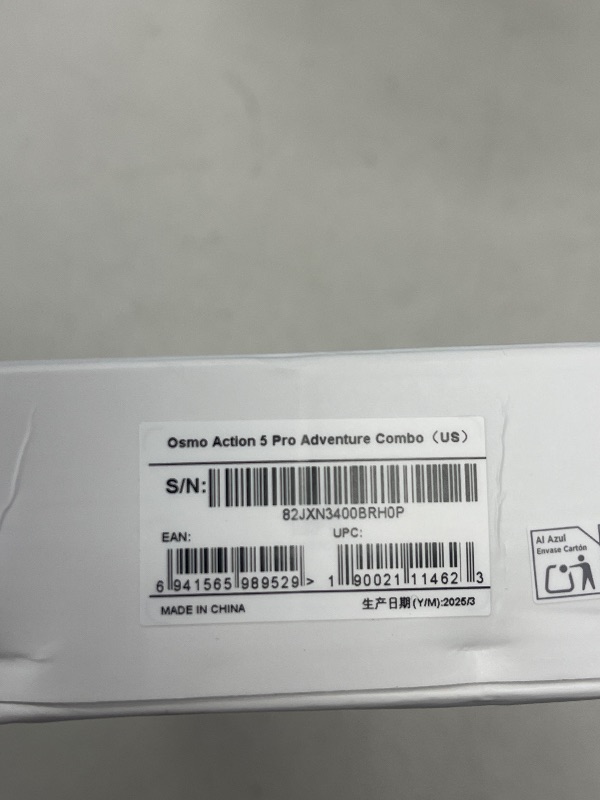 Osmo Action 5 Pro Adventure Combo（US）
S/N:
82JXN3400BRH0P
EAN: UPC:
6 941565 989529 > 1 90021 11462 3
MADE IN CHINA 生产日期(Y/M):2025/3
Al Azul
Envase Cartón